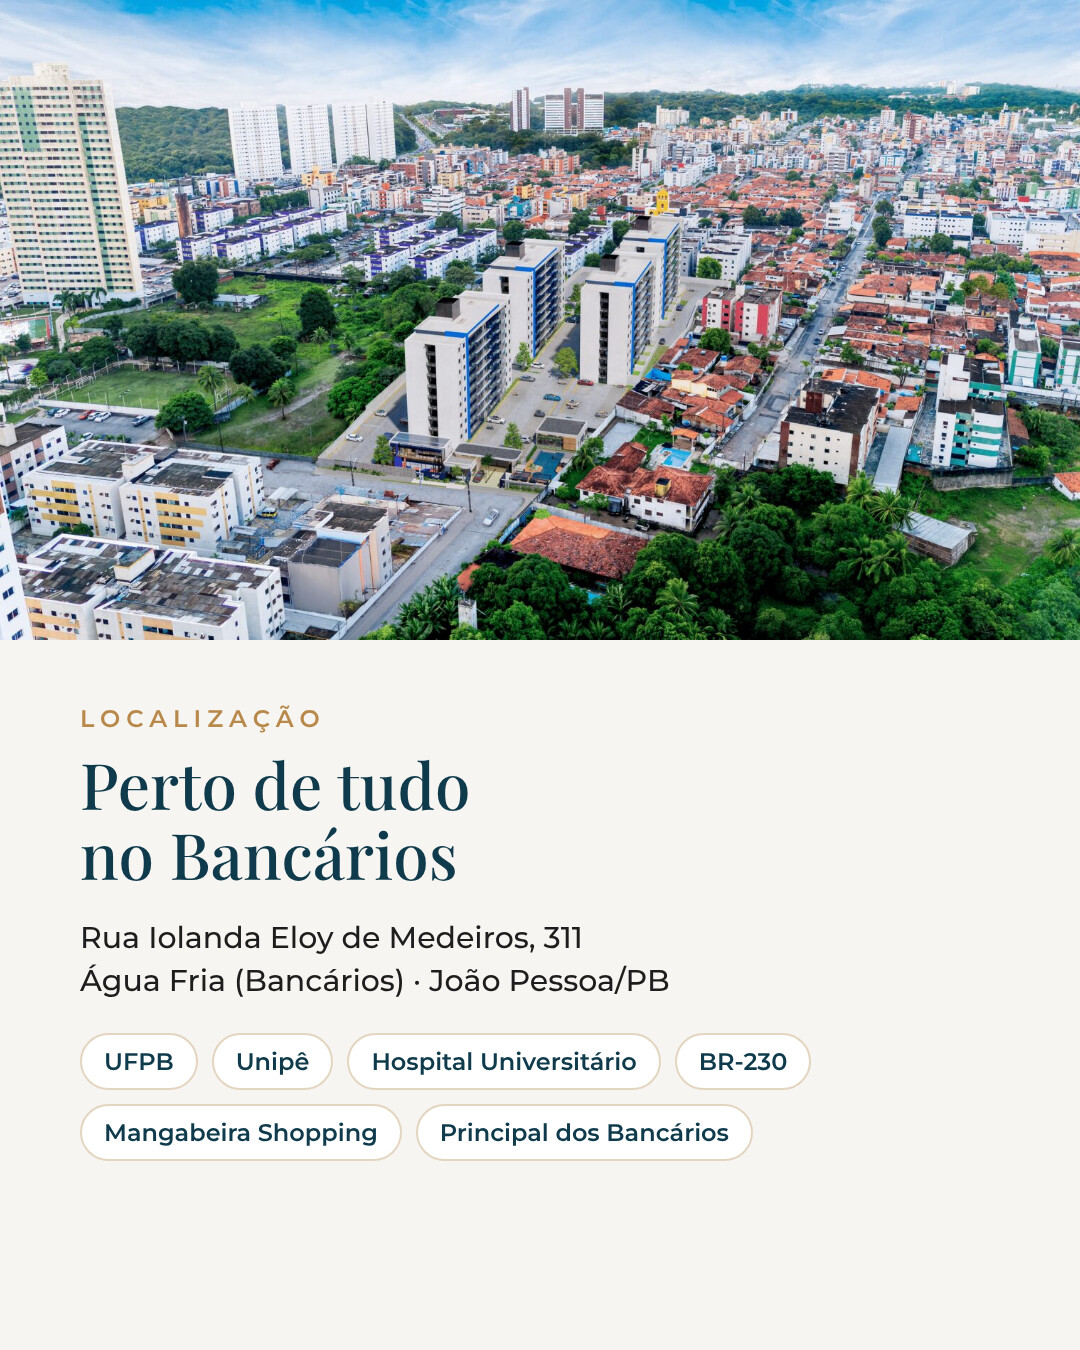 LOCALIZAÇÃO
Perto de tudo
no Bancários
Rua Iolanda Eloy de Medeiros, 311
Água Fria (Bancários) · João Pessoa/PB
UFPB Unipê Hospital Universitário BR-230
Mangabeira Shopping Principal dos Bancários